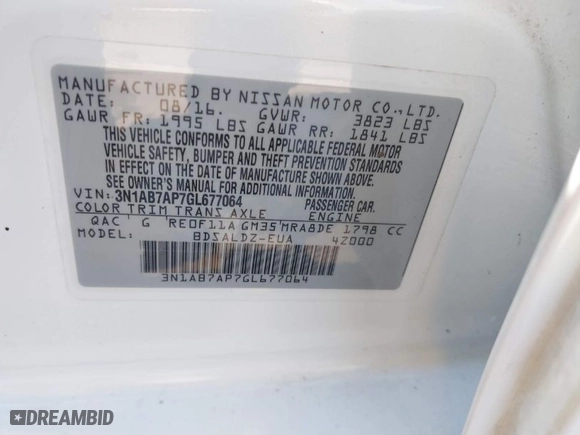 MANUFACTURED BY NISSAN MOTOR CO.,LTD.
DATE: 08/16. GVWR: 3823 LBS
GAWR FR: 1995 LBS GAWR RR: 1841 LBS
THIS VEHICLE CONFORMS TO ALL APPLICABLE FEDERAL MOTOR
VEHICLE SAFETY, BUMPER AND THEFT PREVENTION STANDARDS
IN EFFECT ON THE DATE OF MANUFACTURE SHOWN ABOVE.
SEE OWNER'S MANUAL FOR ADDITIONAL INFORMATION.
VIN: 3N1AB7AP7GL677064 PASSENGER CAR
COLOR TRIM TRANS AXLE ENGINE
QAC G RE0F11A GM35 MRA8DE 1798 CC
BDSALDZ-EUA 4Z000
3N1AB7AP7GL677064
DREAMBID